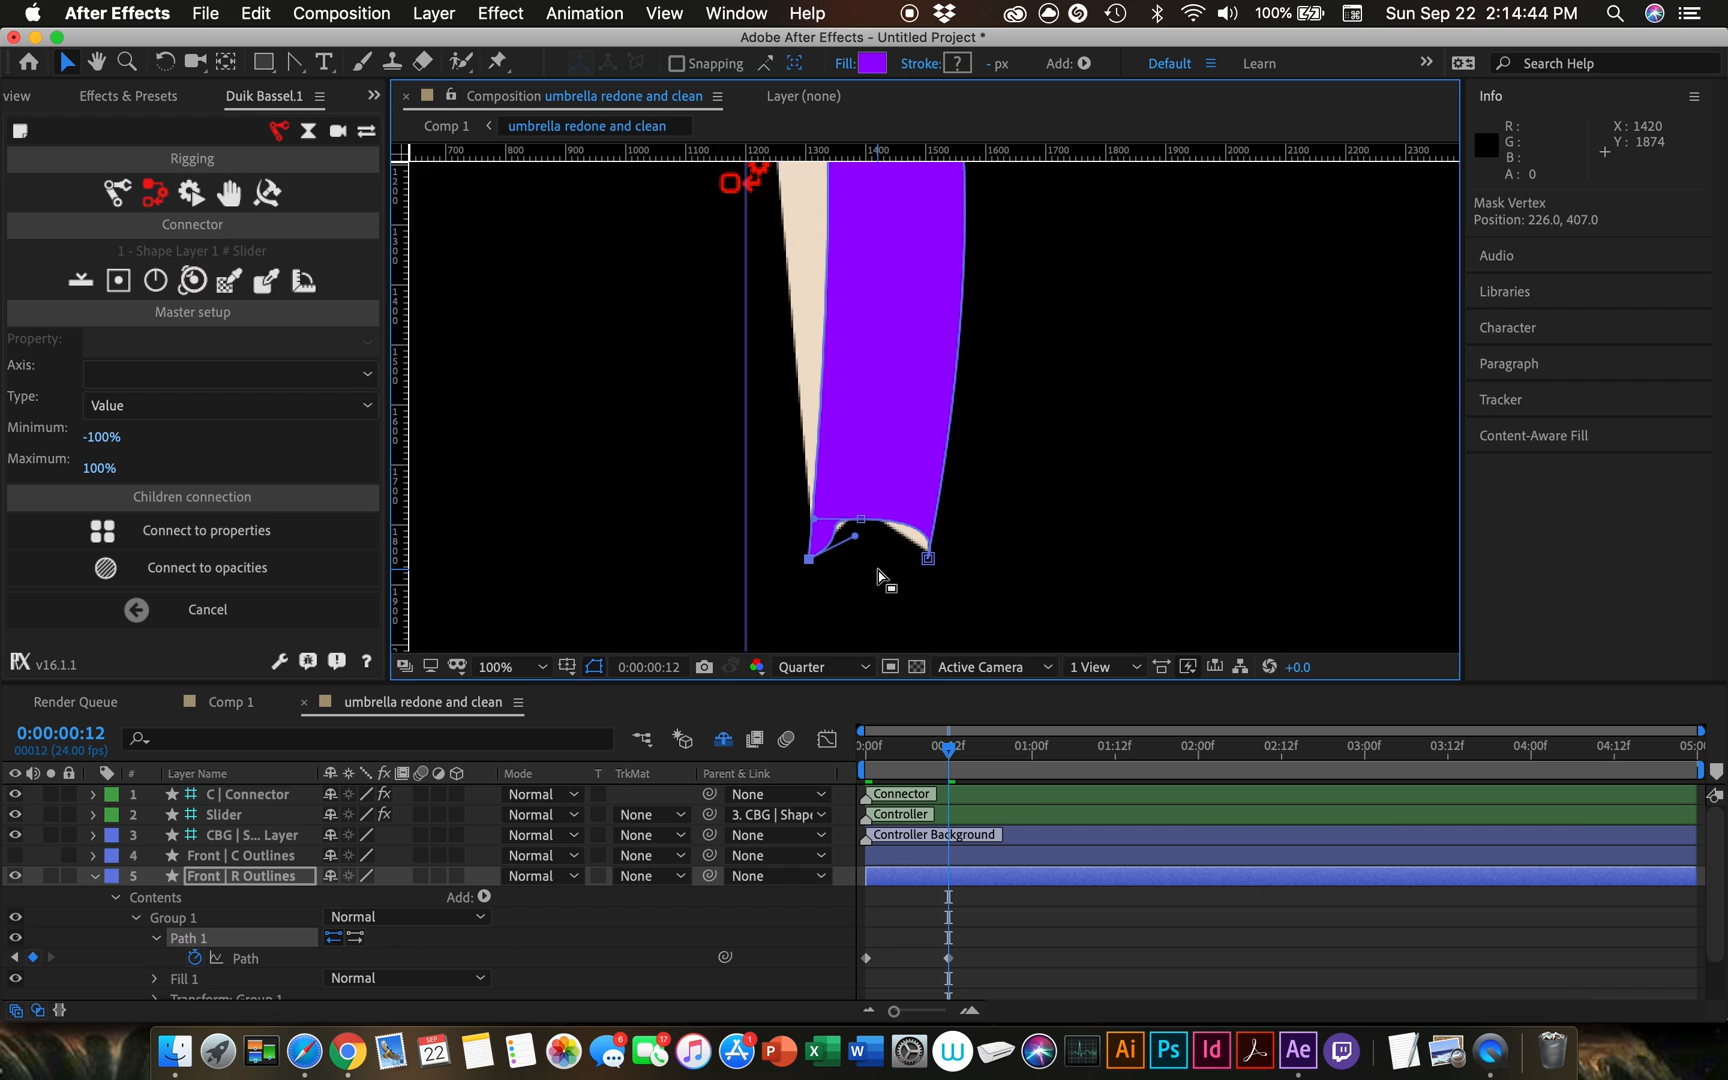 After Effects File Edit Composition Layer Effect Animation View Window Help 100% Sun Sep 22 2:14:44 PM
Adobe After Effects - Untitled Project *
Snapping Fill: Stroke: ? - px Add: Default Learn Search Help
view Effects & Presets Duik Bassel.1
Composition umbrella redone and clean Layer (none)
Comp 1 umbrella redone and clean
700 800 900 1000 1100 1200 1300 1400 1500 1600 1700 1800 1900 2000 2100 2200 2300
Rigging
Connector
1 - Shape Layer 1 # Slider
Master setup
Property:
Axis:
Type: Value
Minimum: -100%
Maximum: 100%
Children connection
Connect to properties
Connect to opacities
Cancel
v16.1.1
Info
R: X: 1420
G: Y: 1874
B:
A: 0
Mask Vertex
Position: 226.0, 407.0
Audio
Libraries
Character
Paragraph
Tracker
Content-Aware Fill
100% 0:00:00:12 Quarter Active Camera 1 View +0.0
Render Queue Comp 1 umbrella redone and clean
0:00:00:12
00012 (24.00 fps)
:00f 00:12f 01:00f 01:12f 02:00f 02:12f 03:00f 03:12f 04:00f 04:12f 05:0
# Layer Name Mode T TrkMat Parent & Link
1 C | Connector Normal None Connector
2 Slider Normal None 3. CBG | Shape Controller
3 CBG | S... Layer Normal None None Controller Background
4 Front | C Outlines Normal None None
5 Front | R Outlines Normal None None
Contents Add:
Group 1 Normal
Path 1
Path
Fill 1 Normal
Transform: Group 1
6 17 SEP 22 1 Ai Ps Id Ae